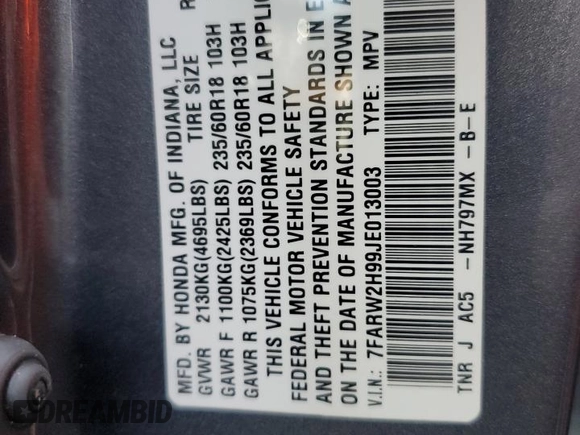 MFD. BY HONDA MFG. OF INDIANA, LLC
TIRE SIZE R
GVWR 2130KG(4695LBS)
GAWR F 1100KG(2425LBS) 235/60R18 103H
GAWR R 1075KG(2369LBS) 235/60R18 103H
THIS VEHICLE CONFORMS TO ALL APPLIC
FEDERAL MOTOR VEHICLE SAFETY
AND THEFT PREVENTION STANDARDS IN E
ON THE DATE OF MANUFACTURE SHOWN A
V.I.N.: 7FARW2H99JE013003 TYPE: MPV
TNR J AC5 -NH797MX -B-E
DREAMBID